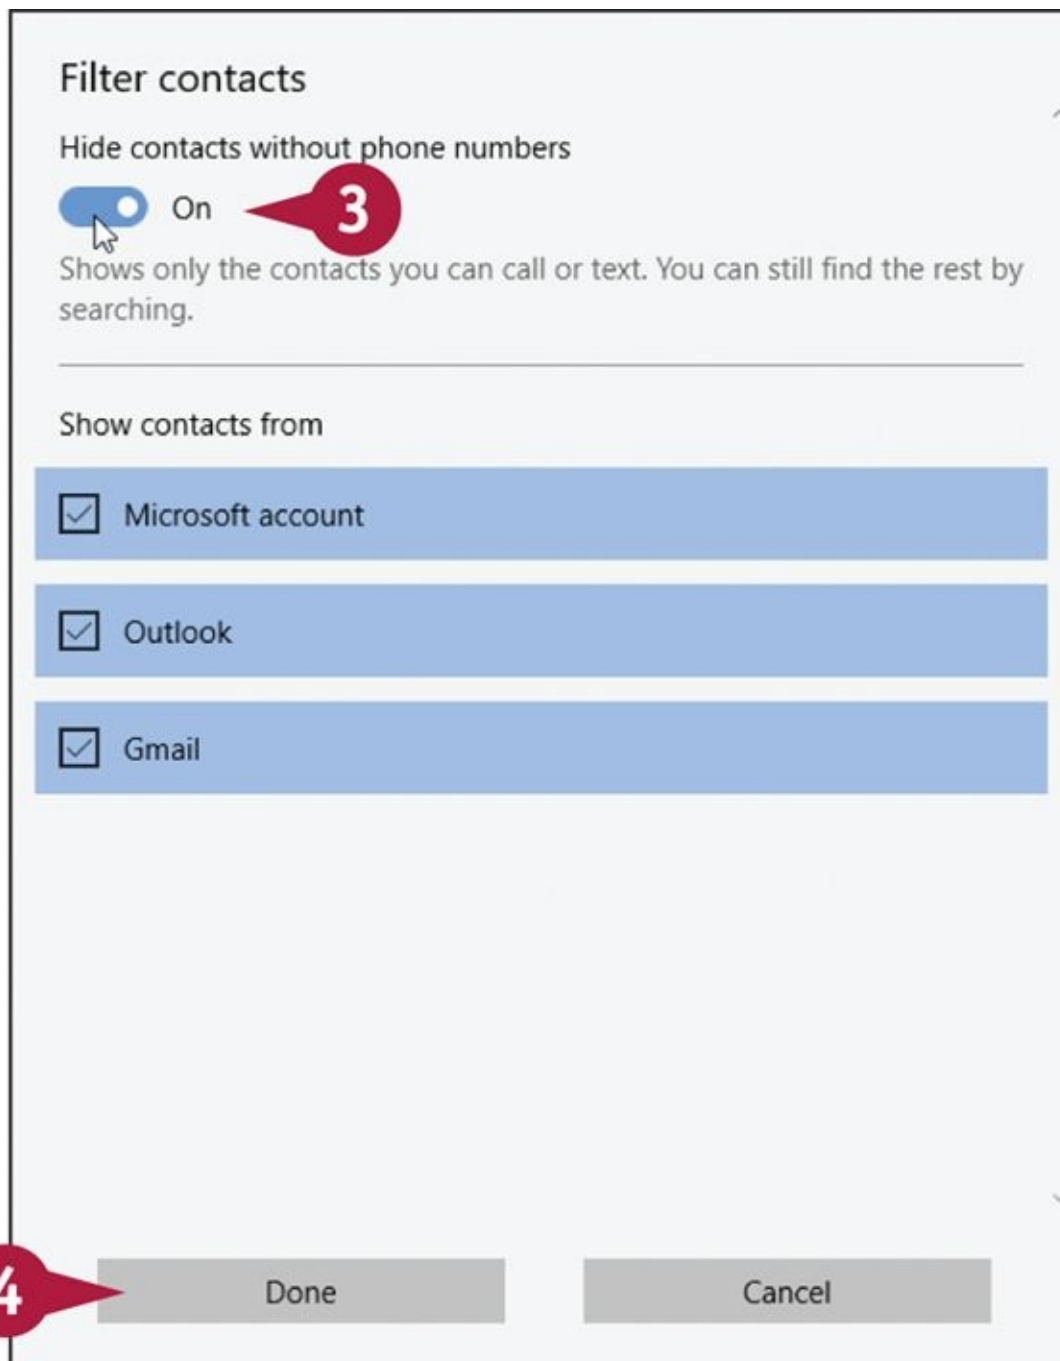 Filter contacts
Hide contacts without phone numbers
On
3
Shows only the contacts you can call or text. You can still find the rest by
searching.
Show contacts from
Microsoft account
Outlook
Gmail
4
Done
Cancel